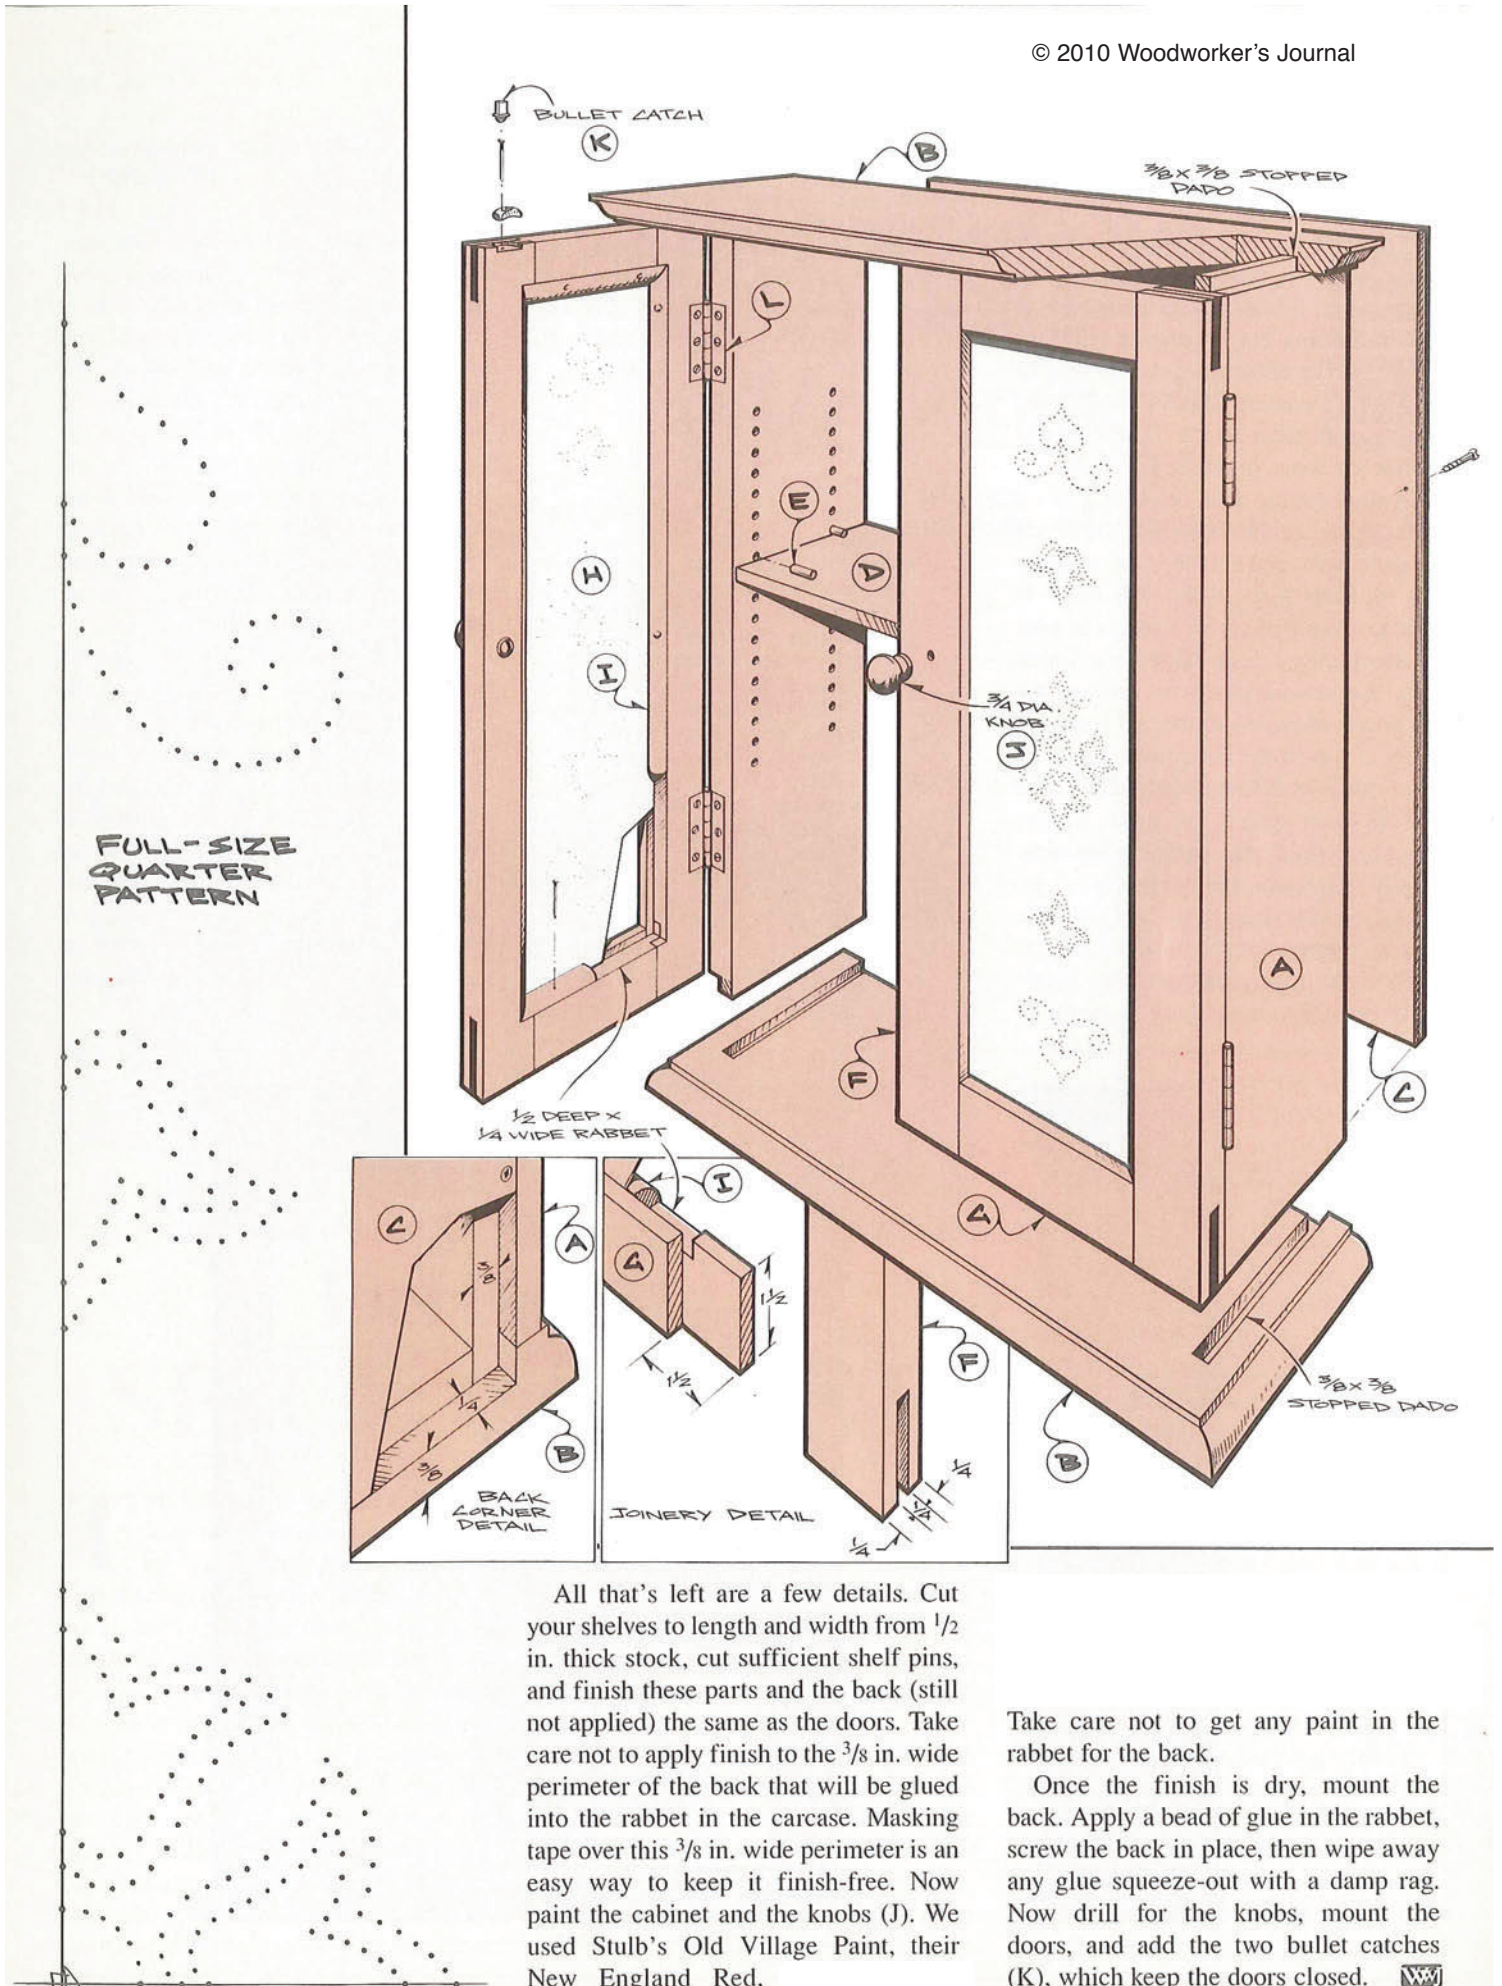 © 2010 Woodworker's Journal
BULLET CATCH
K
B
3/8 X 3/8 STOPPED
DADO
L
E
D
H
I
3/4 DIA.
KNOB
J
FULL-SIZE
QUARTER
PATTERN
A
F
C
1/2 DEEP X
1/4 WIDE RABBET
G
C
A
3/8
1/4
3/8
B
BACK
CORNER
DETAIL
I
G
1 1/2
1 1/2
JOINERY DETAIL
F
1/4
1/4
1/4
B
3/8 X 3/8
STOPPED DADO
All that's left are a few details. Cut
your shelves to length and width from 1/2
in. thick stock, cut sufficient shelf pins,
and finish these parts and the back (still
not applied) the same as the doors. Take
care not to apply finish to the 3/8 in. wide
perimeter of the back that will be glued
into the rabbet in the carcase. Masking
tape over this 3/8 in. wide perimeter is an
easy way to keep it finish-free. Now
paint the cabinet and the knobs (J). We
used Stulb's Old Village Paint, their
New England Red.
Take care not to get any paint in the
rabbet for the back.
Once the finish is dry, mount the
back. Apply a bead of glue in the rabbet,
screw the back in place, then wipe away
any glue squeeze-out with a damp rag.
Now drill for the knobs, mount the
doors, and add the two bullet catches
(K), which keep the doors closed.